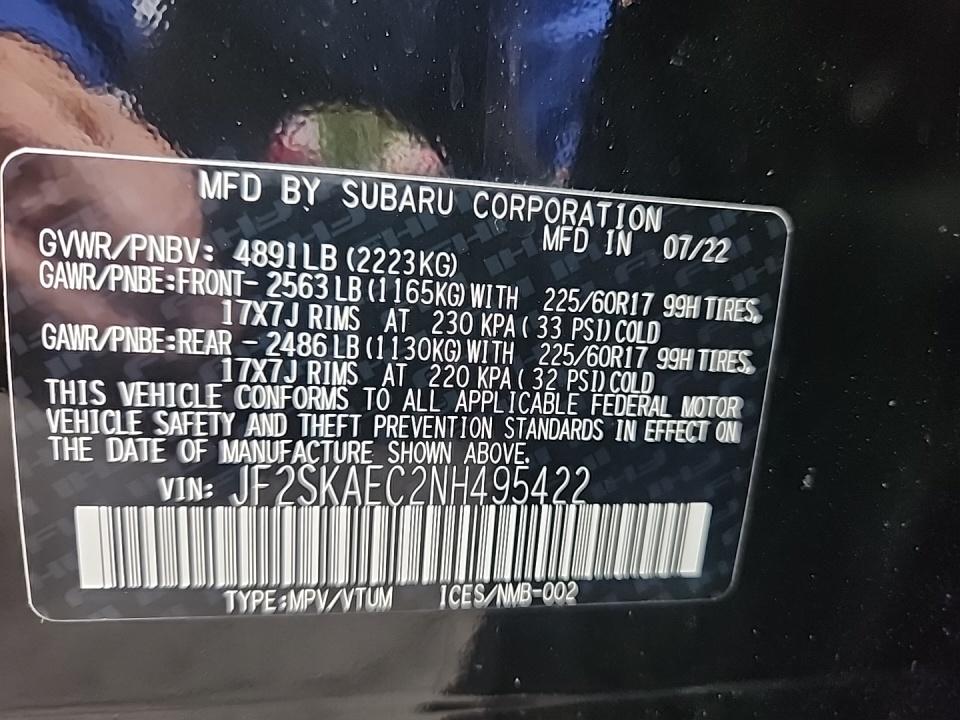 MFD BY SUBARU CORPORATION
MFD IN 07/22
GVWR/PNBV: 4891LB (2223KG)
GAWR/PNBE:FRONT- 2563LB(1165KG)WITH 225/60R17 99H TIRES,
17X7J RIMS AT 230 KPA( 33 PSI)COLD
GAWR/PNBE:REAR - 2486LB(1130KG)WITH 225/60R17 99H TIRES,
17X7J RIMS AT 220 KPA( 32 PSI)COLD
THIS VEHICLE CONFORMS TO ALL APPLICABLE FEDERAL MOTOR
VEHICLE SAFETY AND THEFT PREVENTION STANDARDS IN EFFECT ON
THE DATE OF MANUFACTURE SHOWN ABOVE.
VIN: JF2SKAEC2NH495422
TYPE:MPV/VTUM ICES/NMB-002